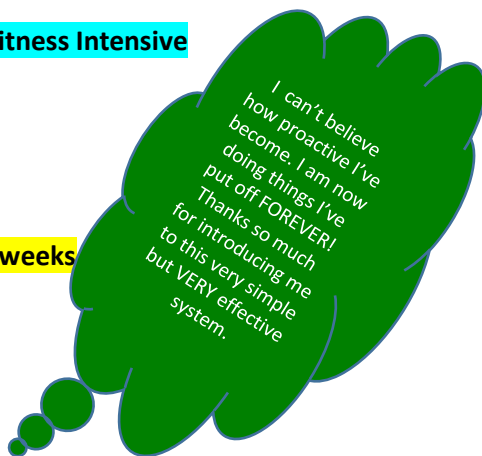 itness Intensive
I can't believe
how proactive I've
become. I am now
doing things I've
put off FOREVER!
Thanks so much
for introducing me
to this very simple
but VERY effective
system.
weeks